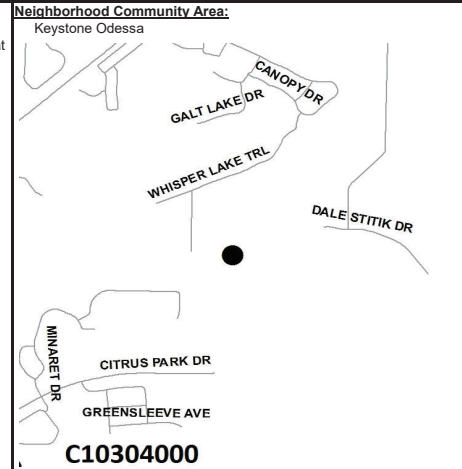 Neighborhood Community Area:
Keystone Odessa
nt
CANOPY DR
GALT LAKE DR
WHISPER LAKE TRL
DALE STITIK DR
MINARET DR
CITRUS PARK DR
GREENSLEEVE AVE
C10304000